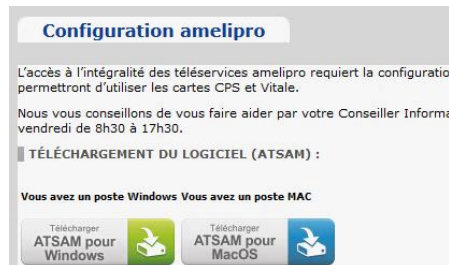 Configuration amelipro
L'accès à l'intégralité des téléservices amelipro requiert la
permettront d'utiliser les cartes CPS et Vitale.
Nous vous conseillons de vous faire aider par votre Conseiller
vendredi de 8h30 à 17h30.
TÉLÉCHARGEMENT DU LOGICIEL (ATSAM) :
Vous avez un poste Windows Vous avez un poste MAC
Télécharger
ATSAM pour
Windows
Télécharger
ATSAM pour
MacOS